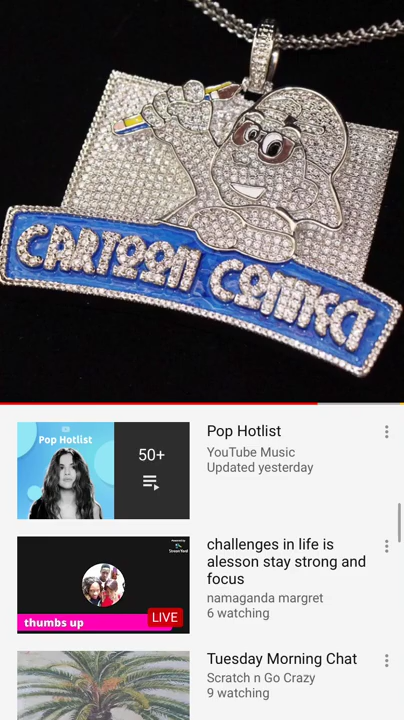 CARTOON CONNECT
Pop Hotlist
50+
Pop Hotlist
YouTube Music
Updated yesterday
StreamYard
thumbs up
LIVE
challenges in life is
alesson stay strong and
focus
namaganda margret
6 watching
Tuesday Morning Chat
Scratch n Go Crazy
9 watching